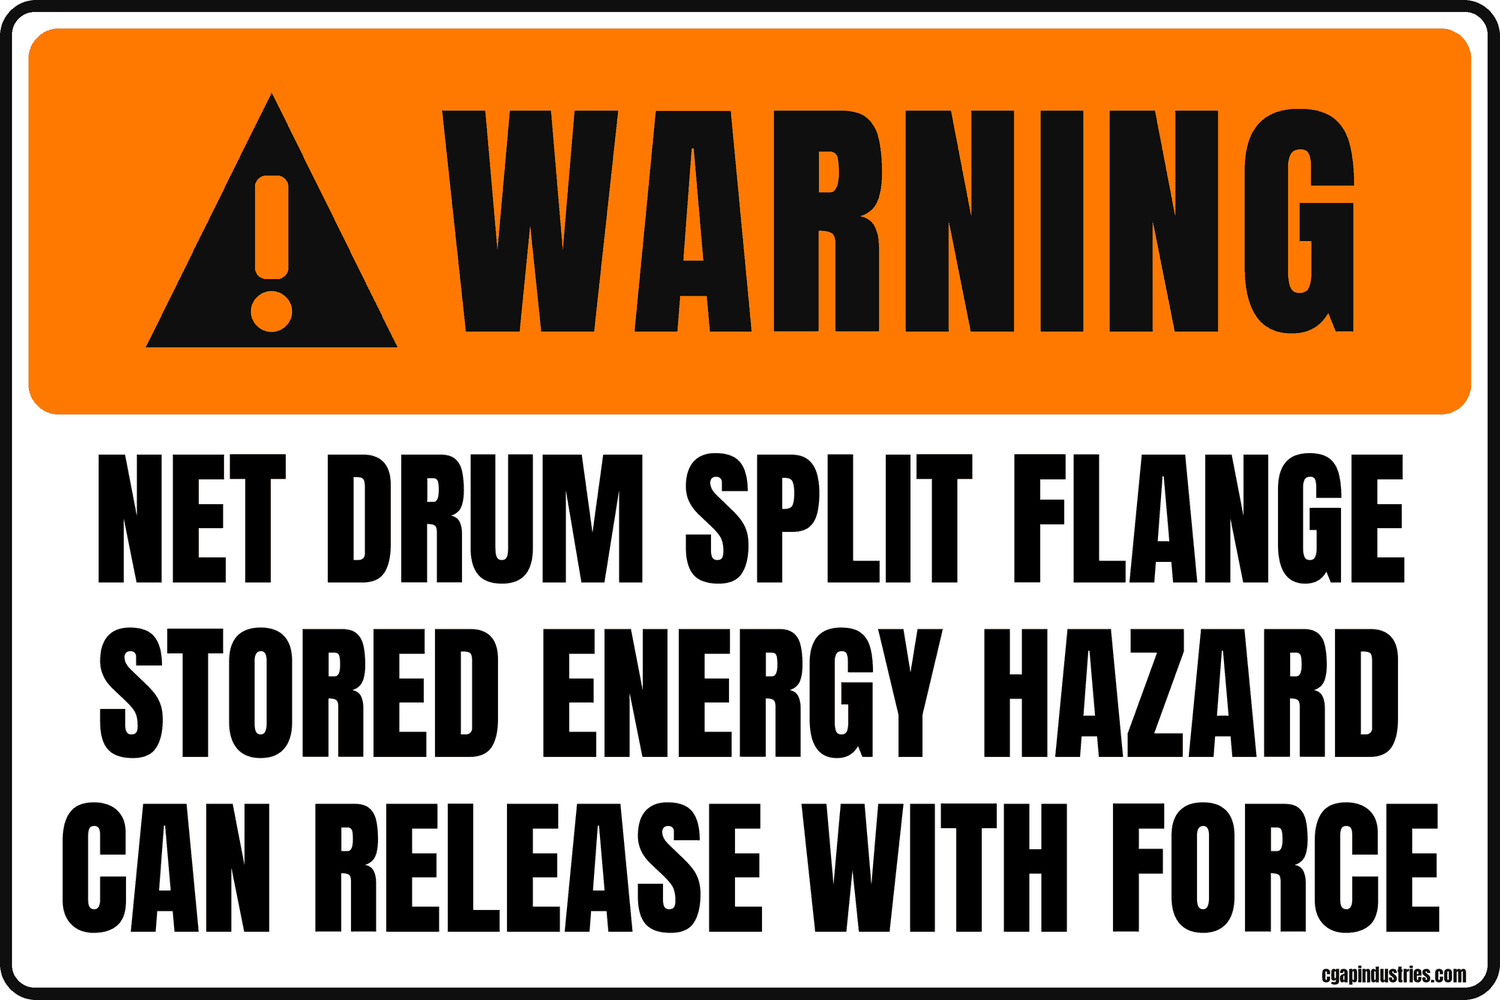 WARNING
NET DRUM SPLIT FLANGE
STORED ENERGY HAZARD
CAN RELEASE WITH FORCE
cgapindustries.com